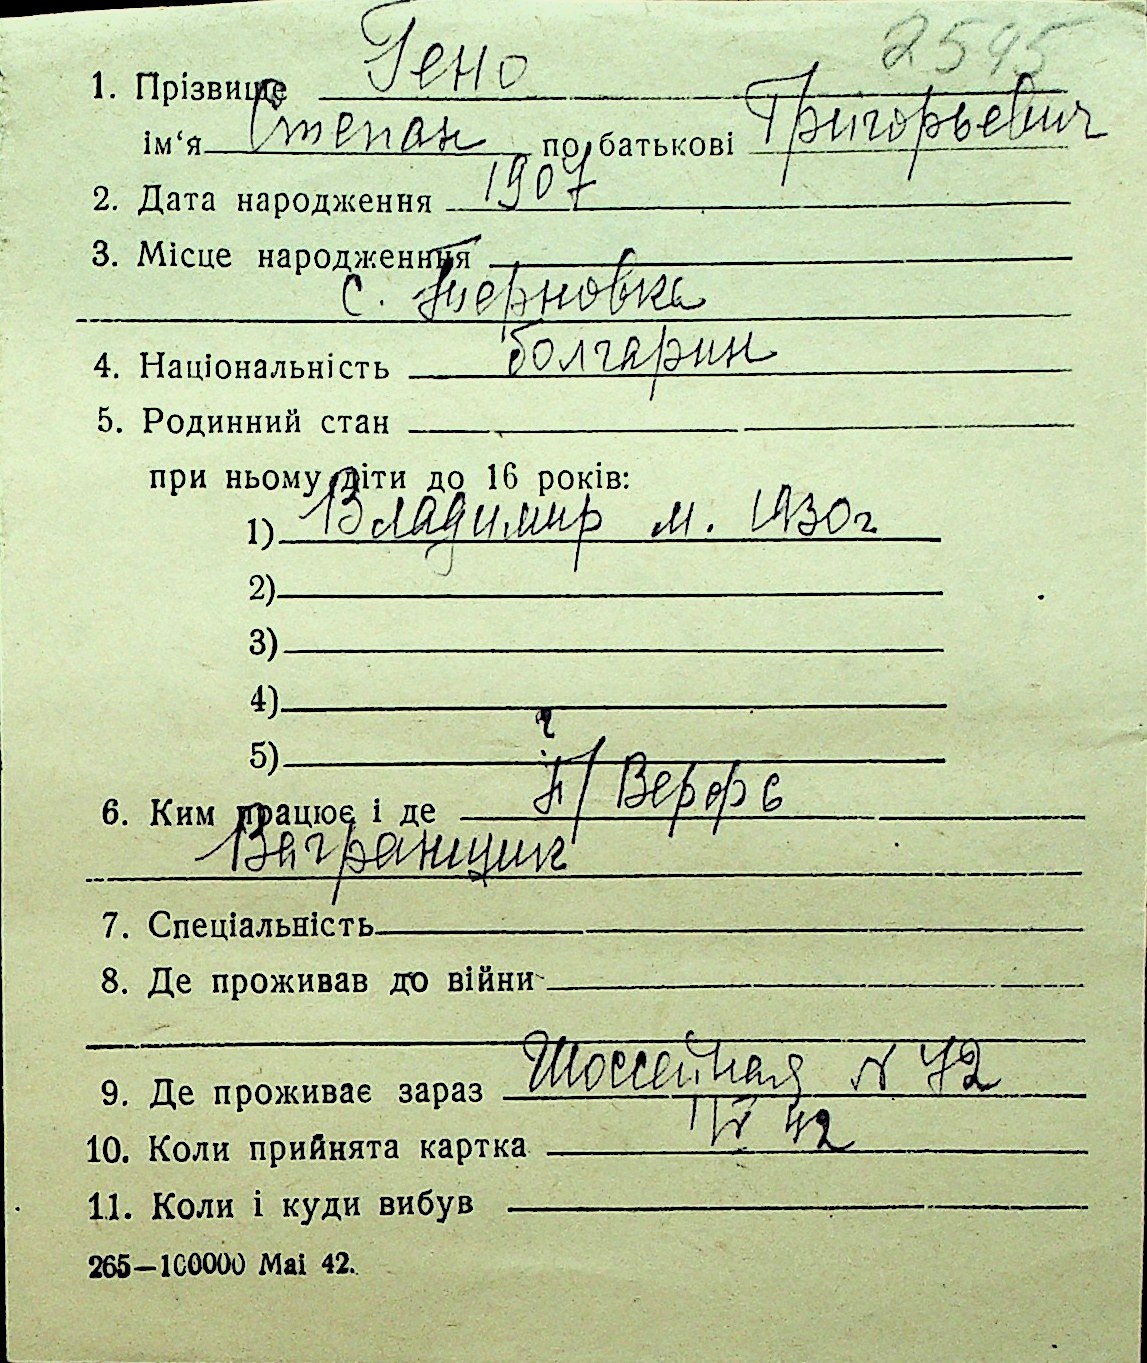 2595
1. Прізвище Гено
ім‘я Степан по батькові Григорьевич
2. Дата народження 1907
3. Місце народженння
с. Терновка
4. Національність болгарин
5. Родинний стан
при ньому діти до 16 років:
1) Владимир м. 1930г
2)
3)
4)
5)
6. Ким працює і де Верфь
Вагранщик
7. Спеціальність
8. Де проживав до війни
9. Де проживає зараз Шоссейная N 72
10. Коли прийнята картка 42
11. Коли і куди вибув
265—100000 Mai 42.